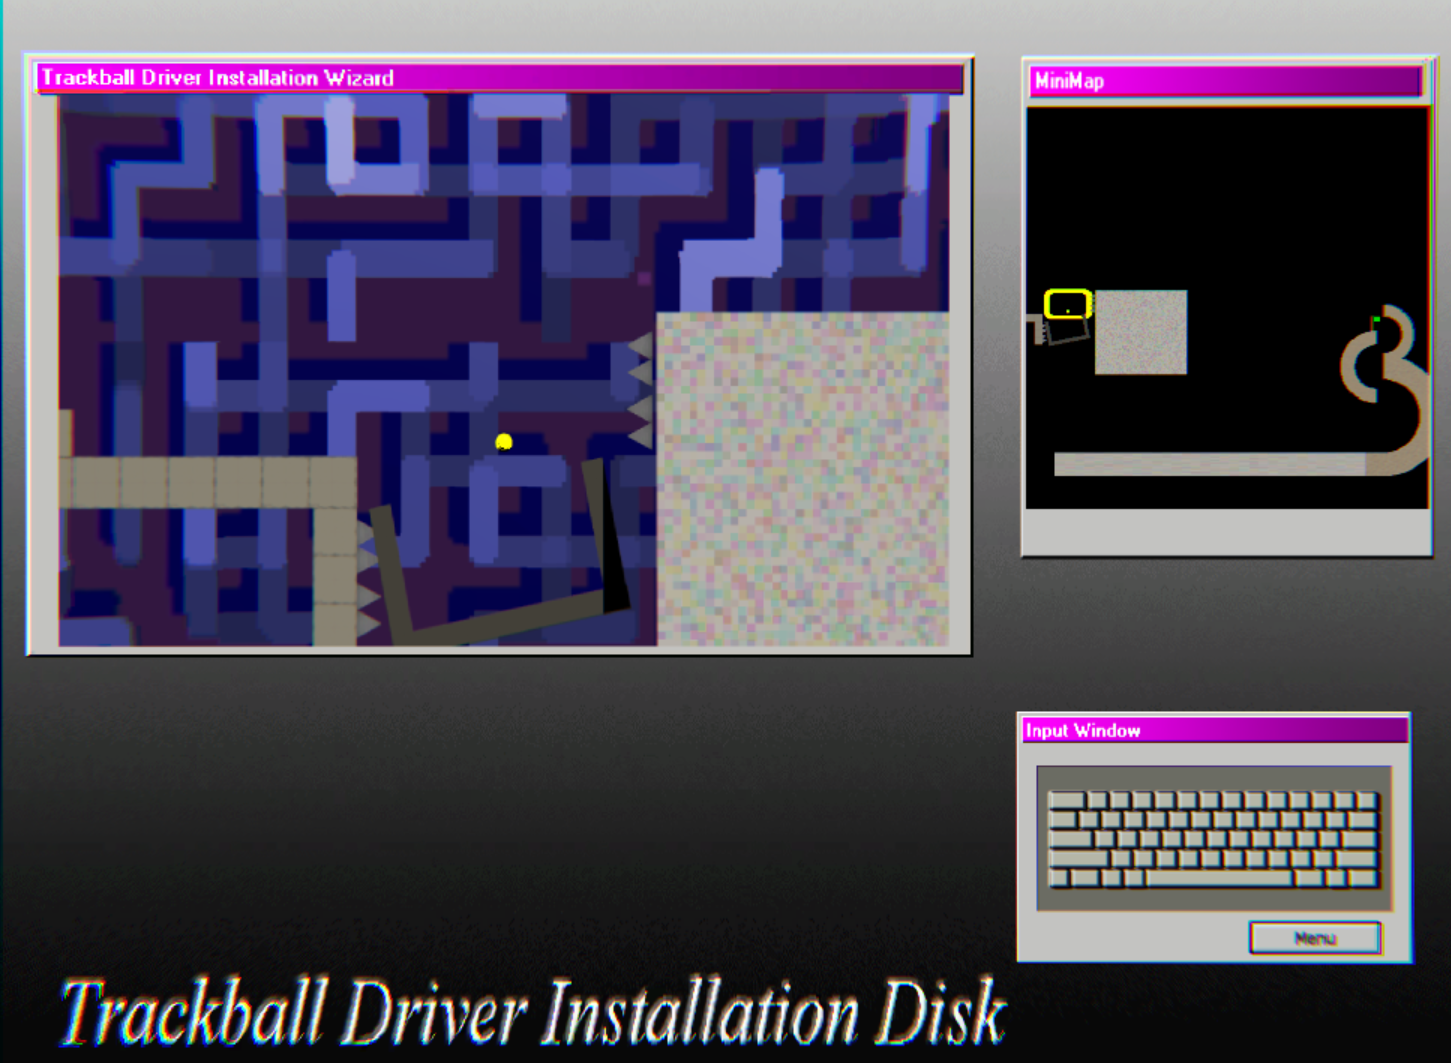 Trackball Driver Installation Wizard
MiniMap
Input Window
Menu
Trackball Driver Installation Disk